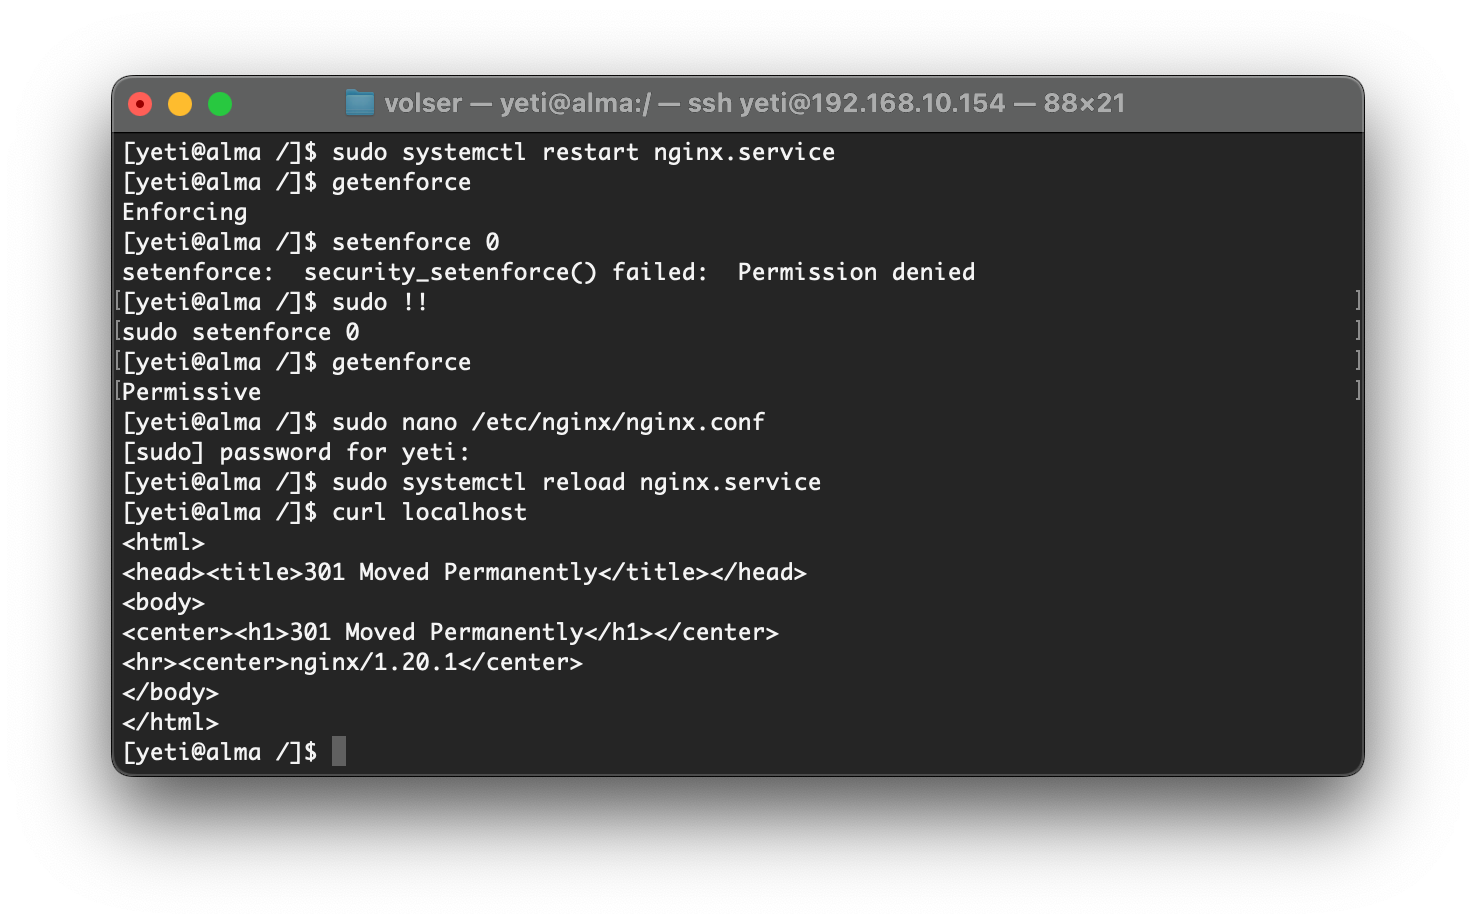 volser — yeti@alma:/ — ssh yeti@192.168.10.154 — 88×21
[yeti@alma /]$ sudo systemctl restart nginx.service
[yeti@alma /]$ getenforce
Enforcing
[yeti@alma /]$ setenforce 0
setenforce:  security_setenforce() failed:  Permission denied
[yeti@alma /]$ sudo !!
sudo setenforce 0
[yeti@alma /]$ getenforce
Permissive
[yeti@alma /]$ sudo nano /etc/nginx/nginx.conf
[sudo] password for yeti:
[yeti@alma /]$ sudo systemctl reload nginx.service
[yeti@alma /]$ curl localhost
<html>
<head><title>301 Moved Permanently</title></head>
<body>
<center><h1>301 Moved Permanently</h1></center>
<hr><center>nginx/1.20.1</center>
</body>
</html>
[yeti@alma /]$